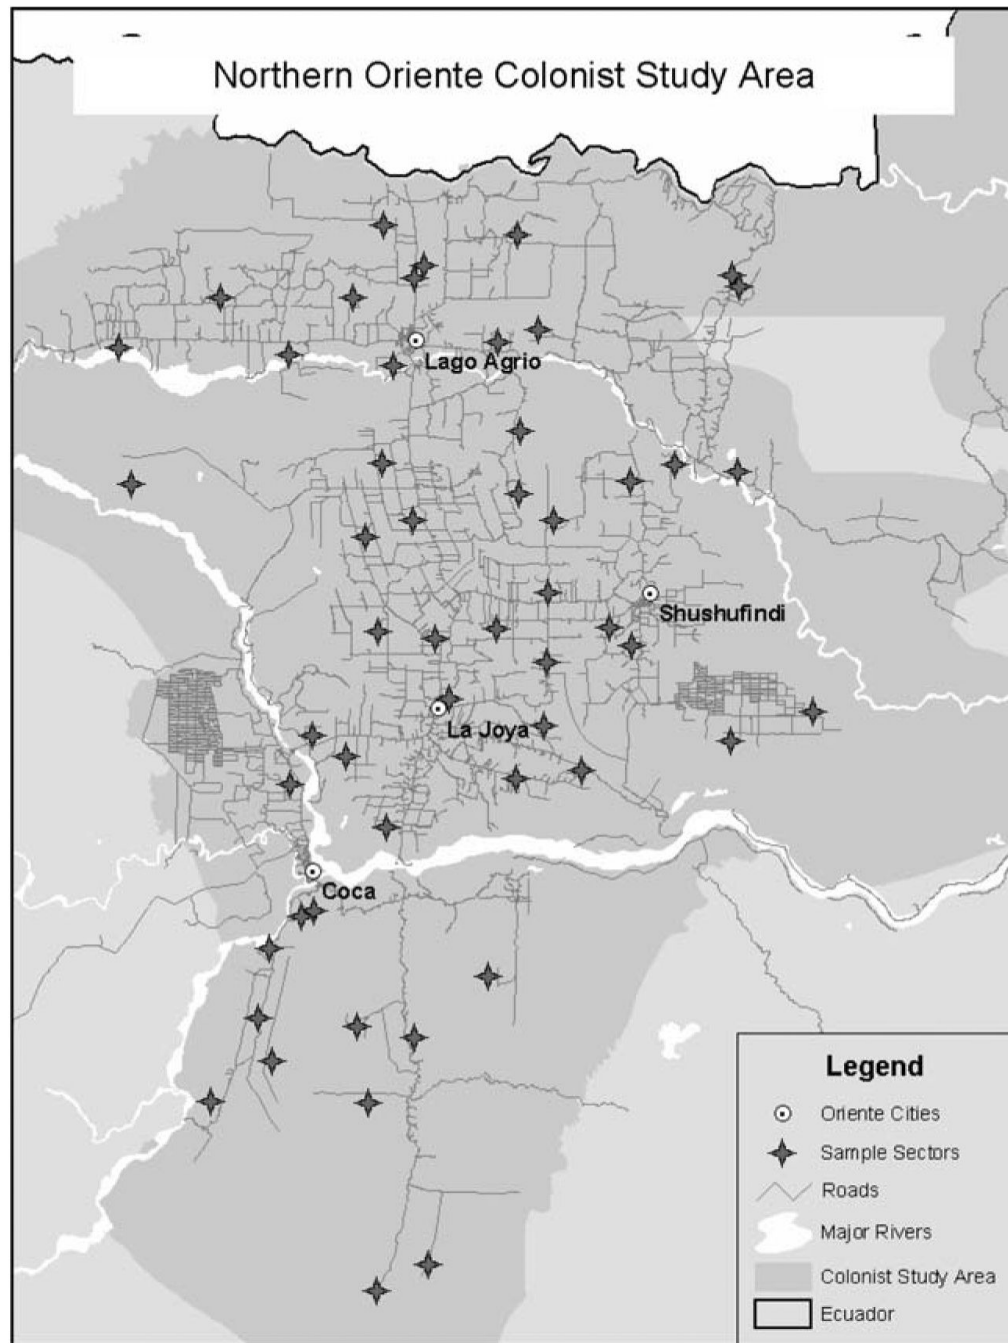 Northern Oriente Colonist Study Area
Lago Agrio
Shushufindi
La Joya
Coca
Legend
Oriente Cities
Sample Sectors
Roads
Major Rivers
Colonist Study Area
Ecuador